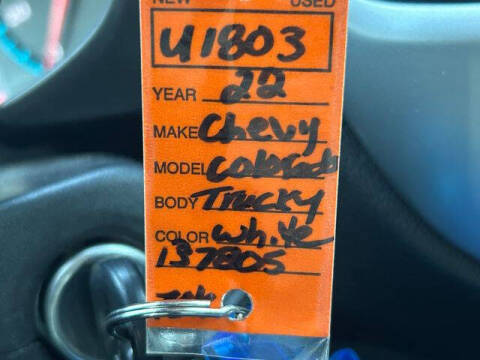 NEW USED
U1803
YEAR 22
MAKE Chevy
MODEL Colorado
BODY Trucky
COLOR White
137805